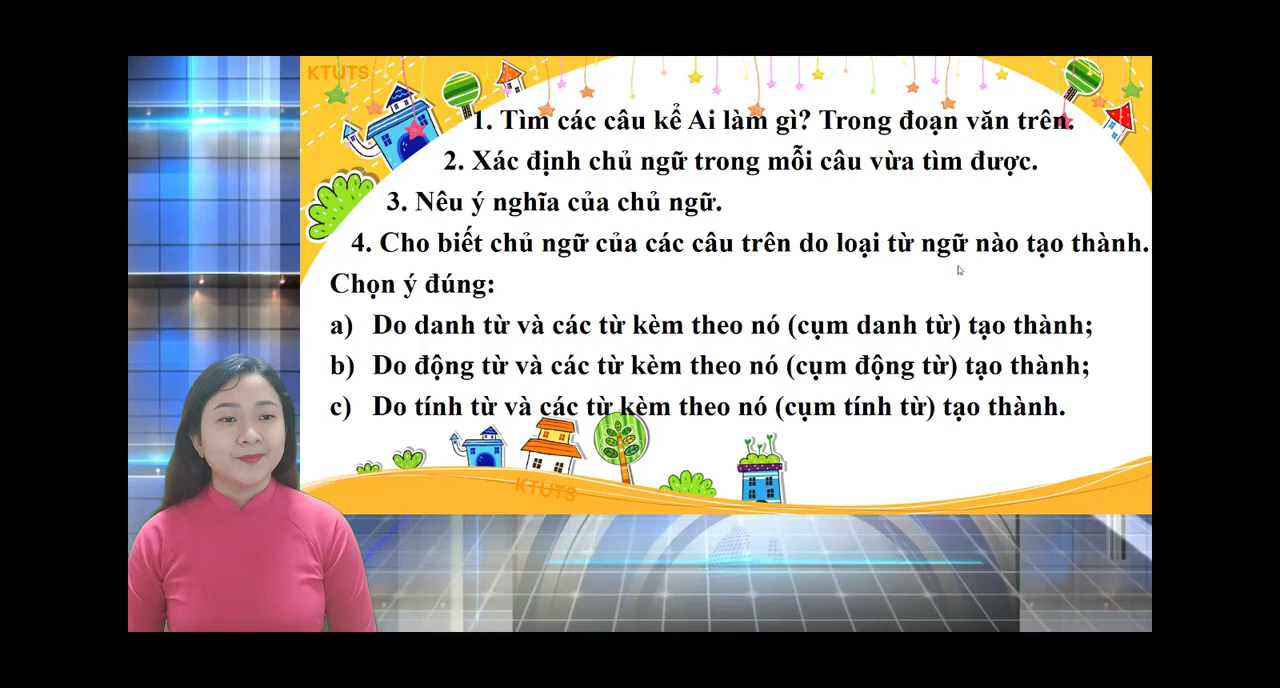 KTUTS
1. Tìm các câu kể Ai làm gì? Trong đoạn văn trên.
2. Xác định chủ ngữ trong mỗi câu vừa tìm được.
3. Nêu ý nghĩa của chủ ngữ.
4. Cho biết chủ ngữ của các câu trên do loại từ ngữ nào tạo thành.
Chọn ý đúng:
a) Do danh từ và các từ kèm theo nó (cụm danh từ) tạo thành;
b) Do động từ và các từ kèm theo nó (cụm động từ) tạo thành;
c) Do tính từ và các từ kèm theo nó (cụm tính từ) tạo thành.
KTUTS